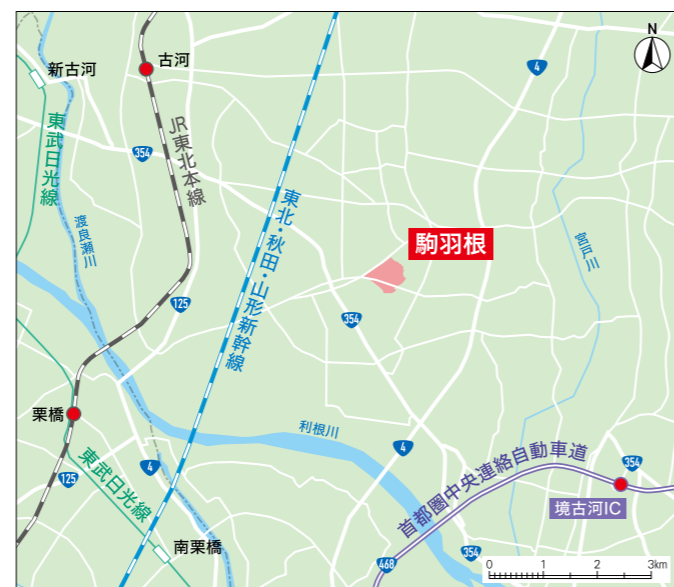 N
古河
新古河
4
東武日光線
354
JR東北本線
東北・秋田・山形新幹線
渡良瀬川
駒羽根
宮戸川
125
354
栗橋
利根川
4
首都圏中央連絡自動車道
354
4
125
東武日光線
境古河IC
南栗橋
354
468
0 1 2 3km